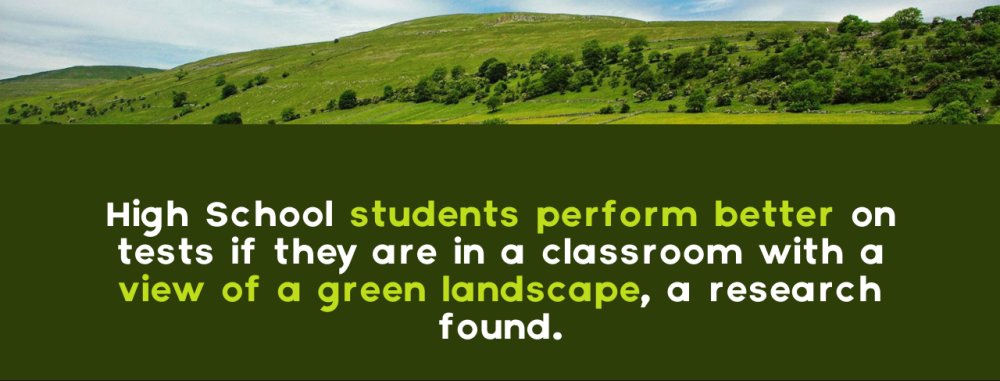 High School students perform better on
tests if they are in a classroom with a
view of a green landscape, a research
found.